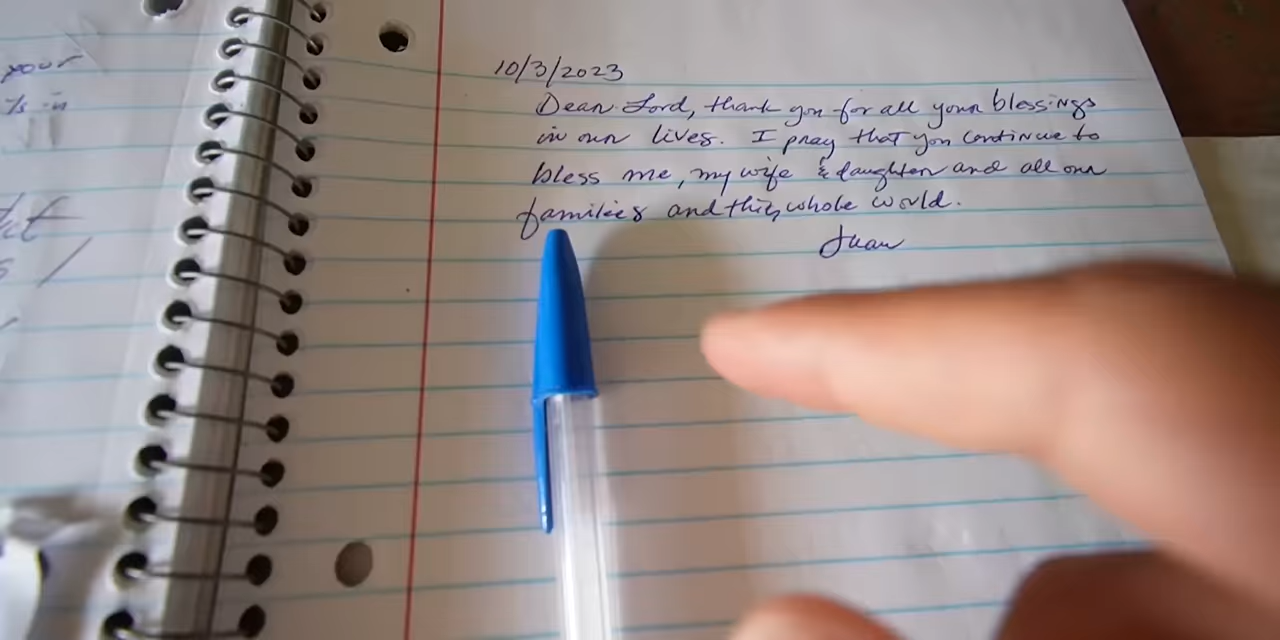 your
10/3/2023
Dear Lord, thank you for all your blessings
in our lives. I pray that you continue to
bless me, my wife & daughter and all our
families and this whole world.
Juan